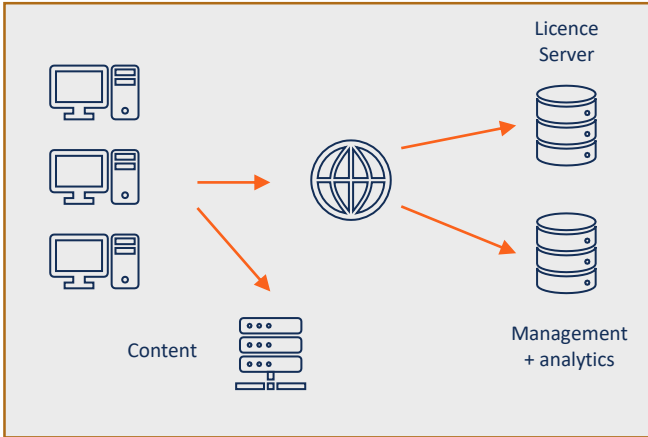 Licence
Server
Content
Management
+ analytics